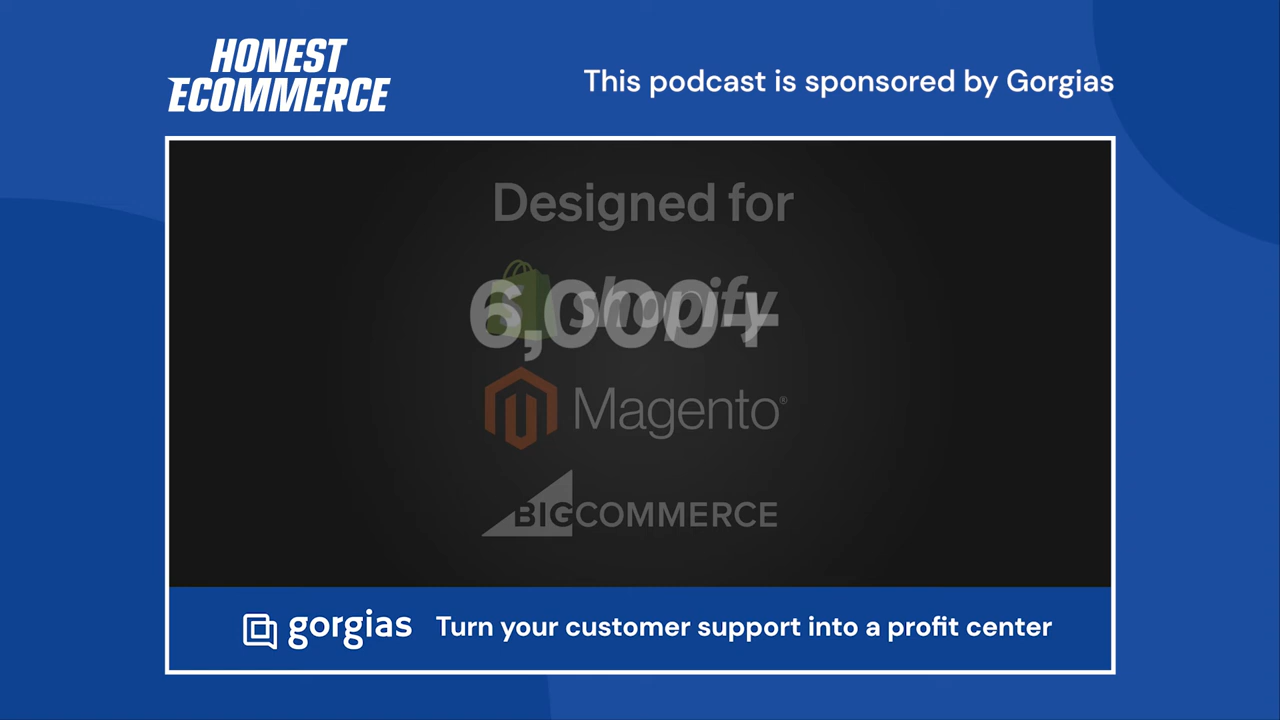 HONEST
ECOMMERCE
This podcast is sponsored by Gorgias
Designed for
shopify
6,000+
Magento®
BIGCOMMERCE
gorgias Turn your customer support into a profit center